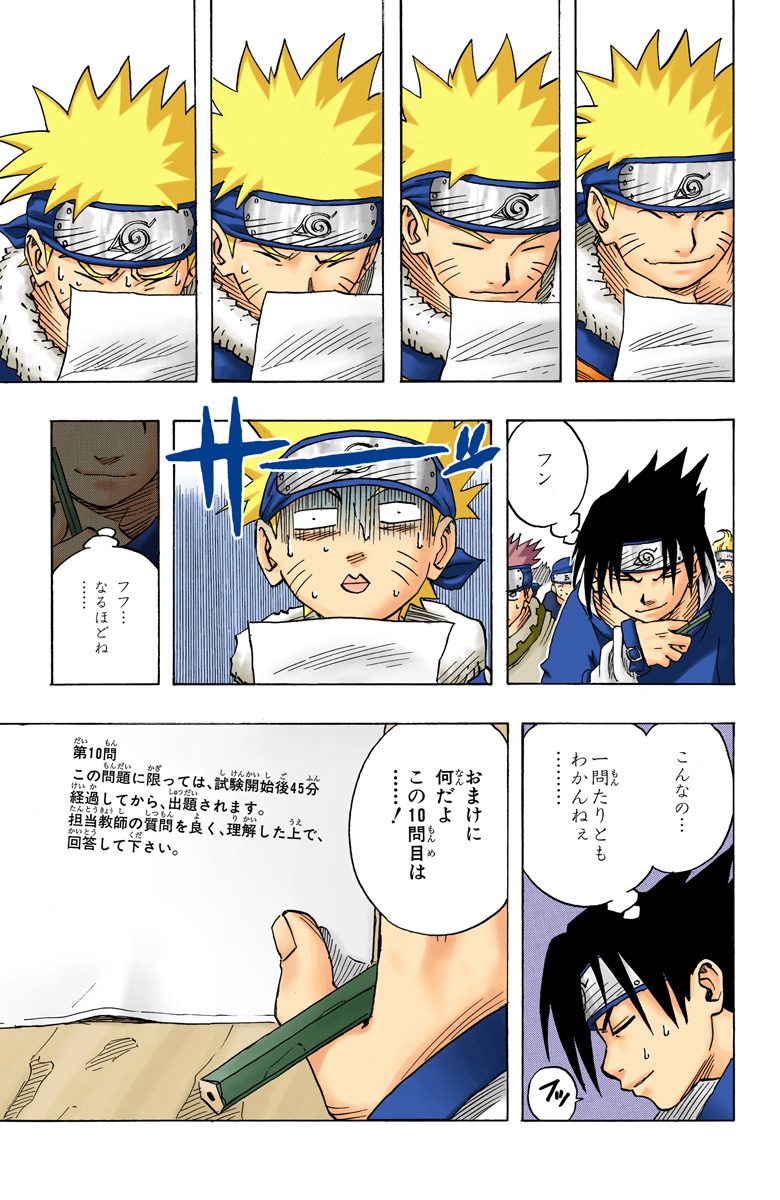 フン
サーッ
フフ…
なるほどね
……
こんなの…
一問たりとも
わかんねぇ
フッ
おまけに
何だよ
この10問目は
……！
第10問
この問題に限っては、試験開始後45分
経過してから、出題されます。
担当教師の質問を良く、理解した上で、
回答して下さい。